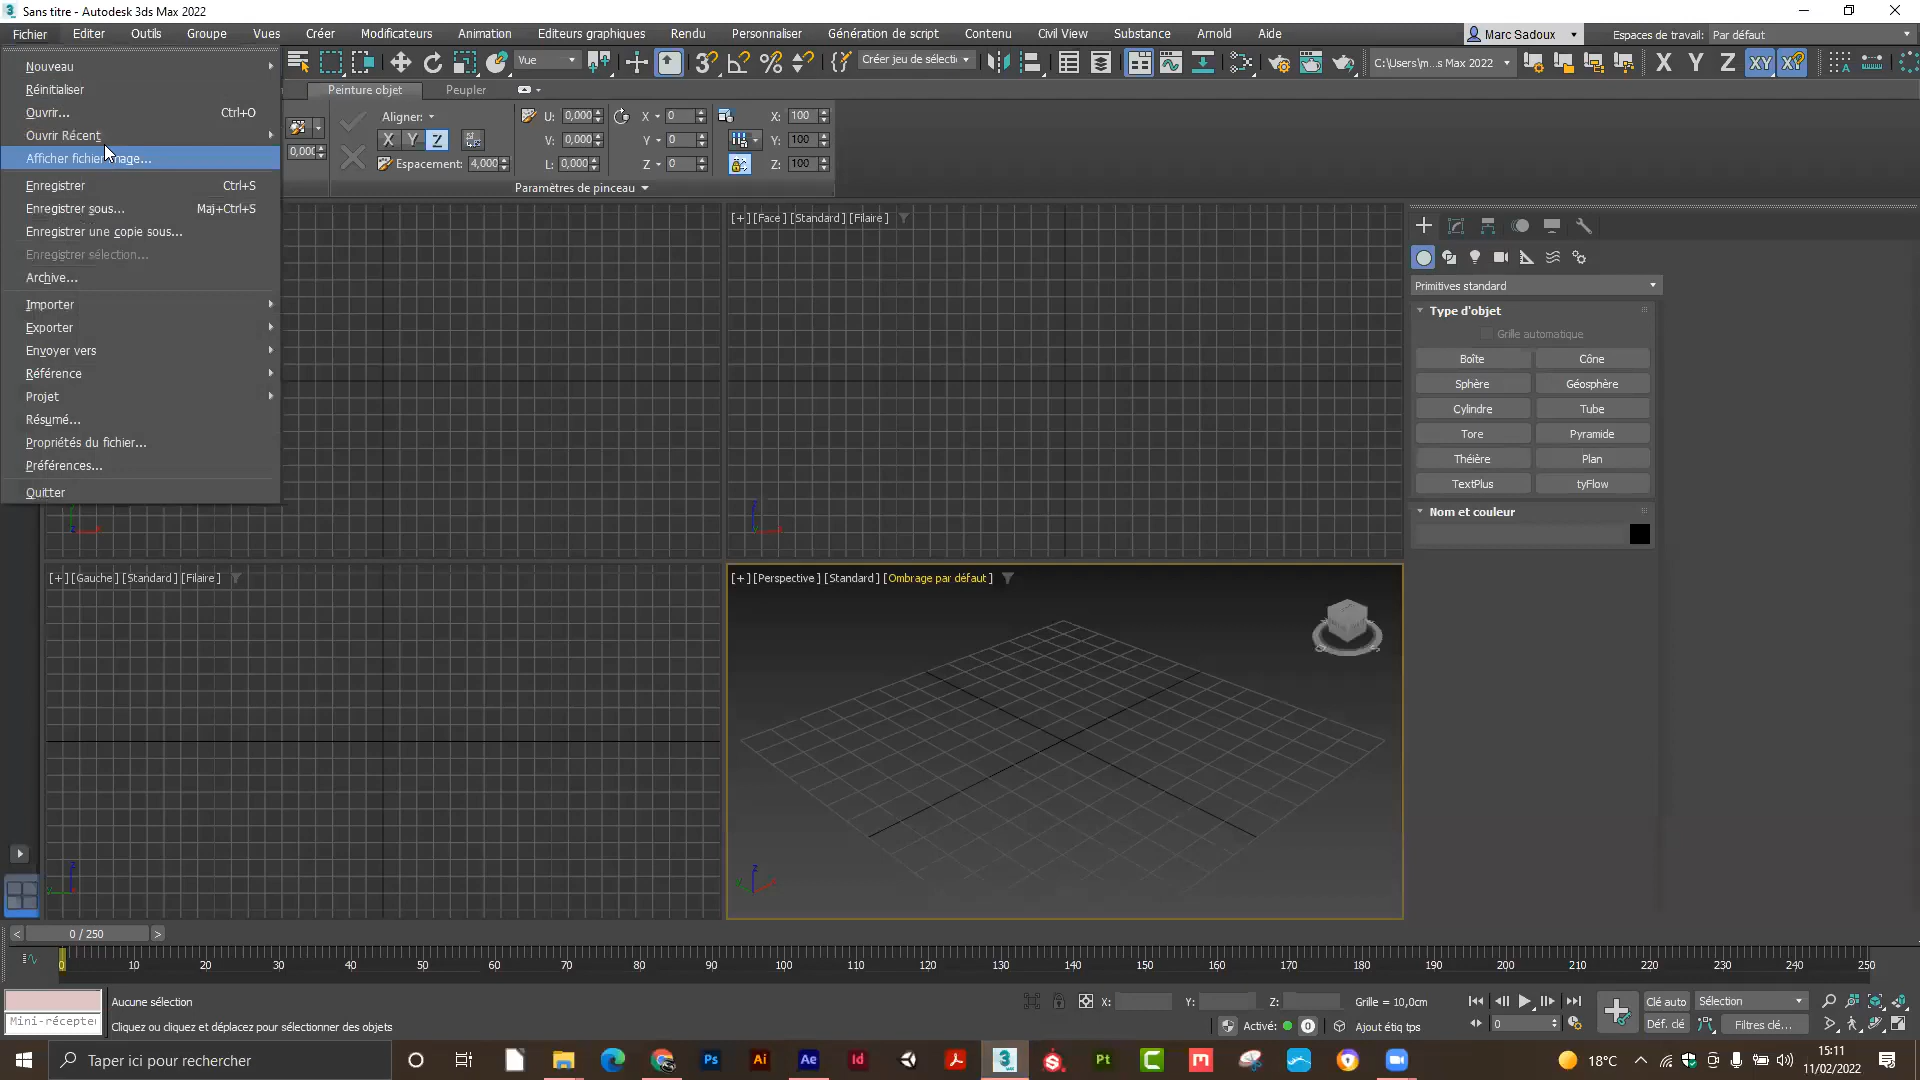 Sans titre - Autodesk 3ds Max 2022
Fichier Editer Outils Groupe Vues Créer Modificateurs Animation Editeurs graphiques Rendu Personnaliser Génération de script Contenu Civil View Substance Arnold Aide
Marc Sadoux
Espaces de travail: Par défaut
Vue
Créer jeu de sélecti
C:\Users\m...s Max 2022
X Y Z XY
Peinture objet Peupler
Nouveau
Réinitialiser
Ouvrir... Ctrl+O
Ouvrir Récent
Afficher fichier image...
Enregistrer Ctrl+S
Enregistrer sous... Maj+Ctrl+S
Enregistrer une copie sous...
Enregistrer sélection...
Archive...
Importer
Exporter
Envoyer vers
Référence
Projet
Résumé...
Propriétés du fichier...
Préférences...
Quitter
0,000
Aligner:
X Y Z
Espacement: 4,000
U: 0,000
V: 0,000
L: 0,000
X 0
Y 0
Z 0
X: 100
Y: 100
Z: 100
Paramètres de pinceau
[+] [Face] [Standard] [Filaire]
[+] [Gauche] [Standard] [Filaire]
[+] [Perspective] [Standard] [Ombrage par défaut]
Primitives standard
Type d'objet
Grille automatique
Boîte Cône
Sphère Géosphère
Cylindre Tube
Tore Pyramide
Théière Plan
TextPlus tyFlow
Nom et couleur
< 0 / 250 >
0 10 20 30 40 50 60 70 80 90 100 110 120 130 140 150 160 170 180 190 200 210 220 230 240 250
Mini-récepte
Aucune sélection
Cliquez ou cliquez et déplacez pour sélectionner des objets
X: Y: Z: Grille = 10,0cm
Activé: 0 Ajout étiq tps
0
Clé auto Sélection
Déf. clé Filtres clé...
Taper ici pour rechercher
Ps Ai Ae Id 3 Pt C M
18°C
15:11
11/02/2022